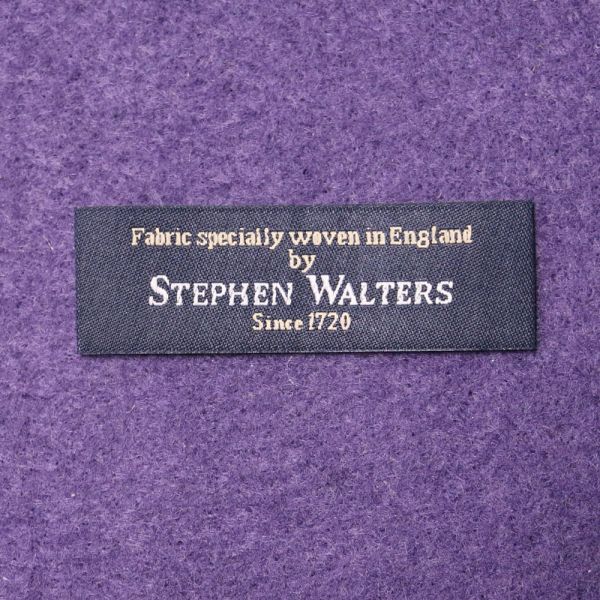 Fabric specially woven in England
by
STEPHEN WALTERS
Since 1720